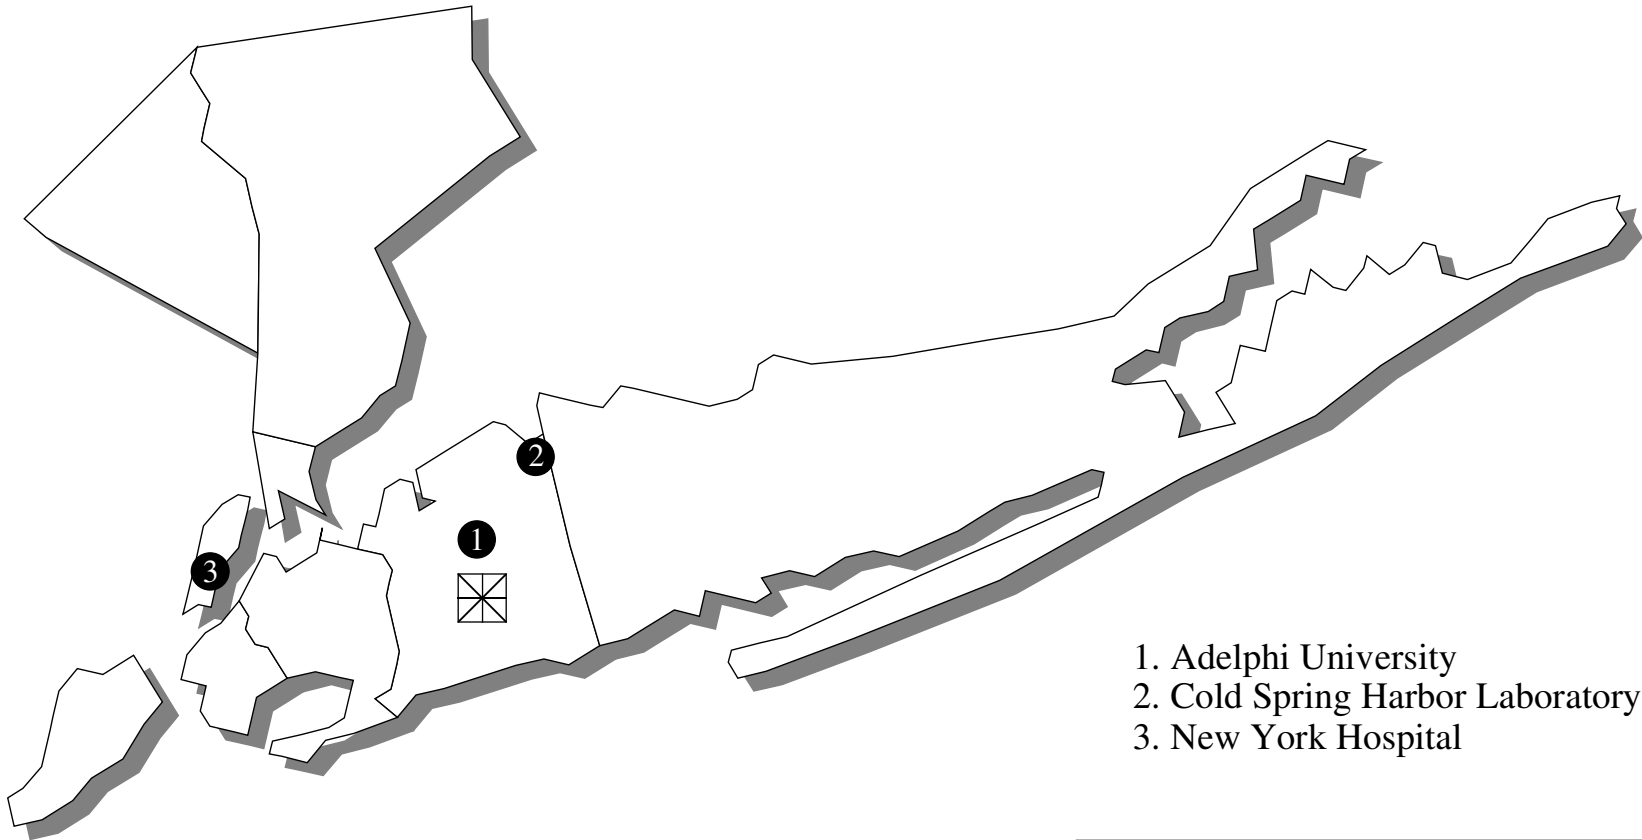 2
1
3
1. Adelphi University
2. Cold Spring Harbor Laboratory
3. New York Hospital